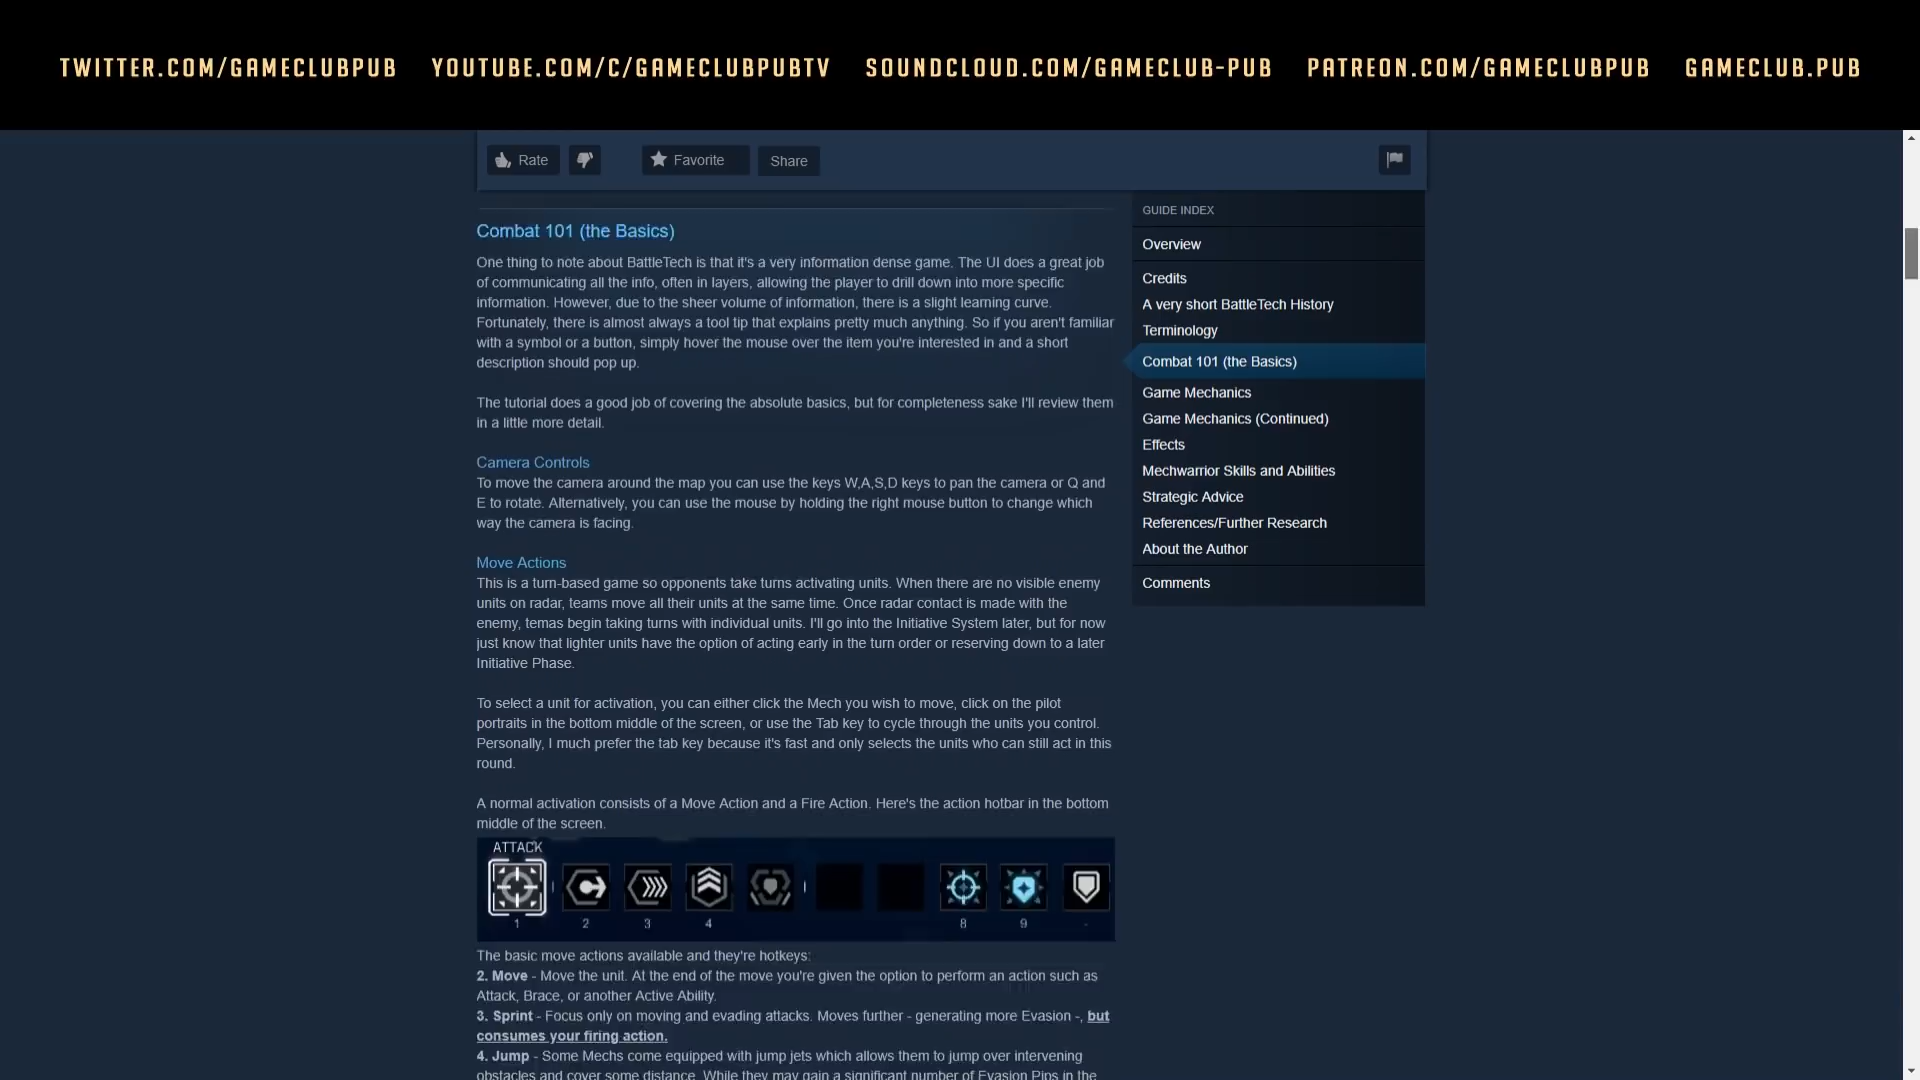 TWITTER.COM/GAMECLUBPUB YOUTUBE.COM/C/GAMECLUBPUBTV SOUNDCLOUD.COM/GAMECLUB-PUB PATREON.COM/GAMECLUBPUB GAMECLUB.PUB
Rate Favorite Share
Combat 101 (the Basics)
One thing to note about BattleTech is that it's a very information dense game. The UI does a great job
of communicating all the info, often in layers, allowing the player to drill down into more specific
information. However, due to the sheer volume of information, there is a slight learning curve.
Fortunately, there is almost always a tool tip that explains pretty much anything. So if you aren't familiar
with a symbol or a button, simply hover the mouse over the item you're interested in and a short
description should pop up.
The tutorial does a good job of covering the absolute basics, but for completeness sake I'll review them
in a little more detail.
Camera Controls
To move the camera around the map you can use the keys W,A,S,D keys to pan the camera or Q and
E to rotate. Alternatively, you can use the mouse by holding the right mouse button to change which
way the camera is facing.
Move Actions
This is a turn-based game so opponents take turns activating units. When there are no visible enemy
units on radar, teams move all their units at the same time. Once radar contact is made with the
enemy, temas begin taking turns with individual units. I'll go into the Initiative System later, but for now
just know that lighter units have the option of acting early in the turn order or reserving down to a later
Initiative Phase.
To select a unit for activation, you can either click the Mech you wish to move, click on the pilot
portraits in the bottom middle of the screen, or use the Tab key to cycle through the units you control.
Personally, I much prefer the tab key because it's fast and only selects the units who can still act in this
round.
A normal activation consists of a Move Action and a Fire Action. Here's the action hotbar in the bottom
middle of the screen.
ATTACK
1 2 3 4 8 9 -
The basic move actions available and they're hotkeys:
2. Move - Move the unit. At the end of the move you're given the option to perform an action such as
Attack, Brace, or another Active Ability.
3. Sprint - Focus only on moving and evading attacks. Moves further - generating more Evasion -, but
consumes your firing action.
4. Jump - Some Mechs come equipped with jump jets which allows them to jump over intervening
obstacles and cover some distance. While they may gain a significant number of Evasion Pips in the
GUIDE INDEX
Overview
Credits
A very short BattleTech History
Terminology
Combat 101 (the Basics)
Game Mechanics
Game Mechanics (Continued)
Effects
Mechwarrior Skills and Abilities
Strategic Advice
References/Further Research
About the Author
Comments